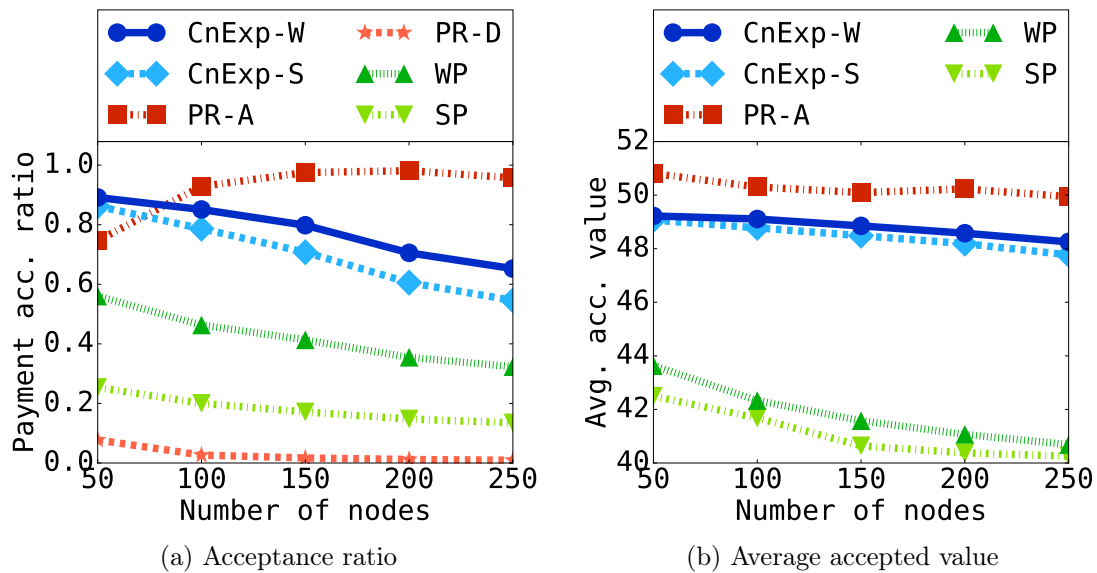 CnExp-W
CnExp-S
PR-A
PR-D
WP
SP
Payment acc. ratio
1.0
0.8
0.6
0.4
0.2
0.0
50 100 150 200 250
Number of nodes
(a) Acceptance ratio
CnExp-W
CnExp-S
PR-A
WP
SP
Avg. acc. value
52
50
48
46
44
42
40
50 100 150 200 250
Number of nodes
(b) Average accepted value